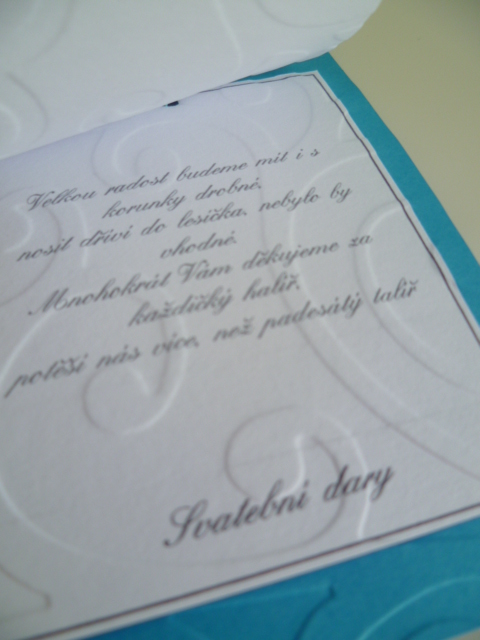 Velkou radost budeme mít i s
korunky drobné.
nosit dříví do lesíčka, nebylo by
vhodné.
Mnohokrát Vám děkujeme za
každičký halíř.
potěší nás více, než padesátý talíř
Svatební dary